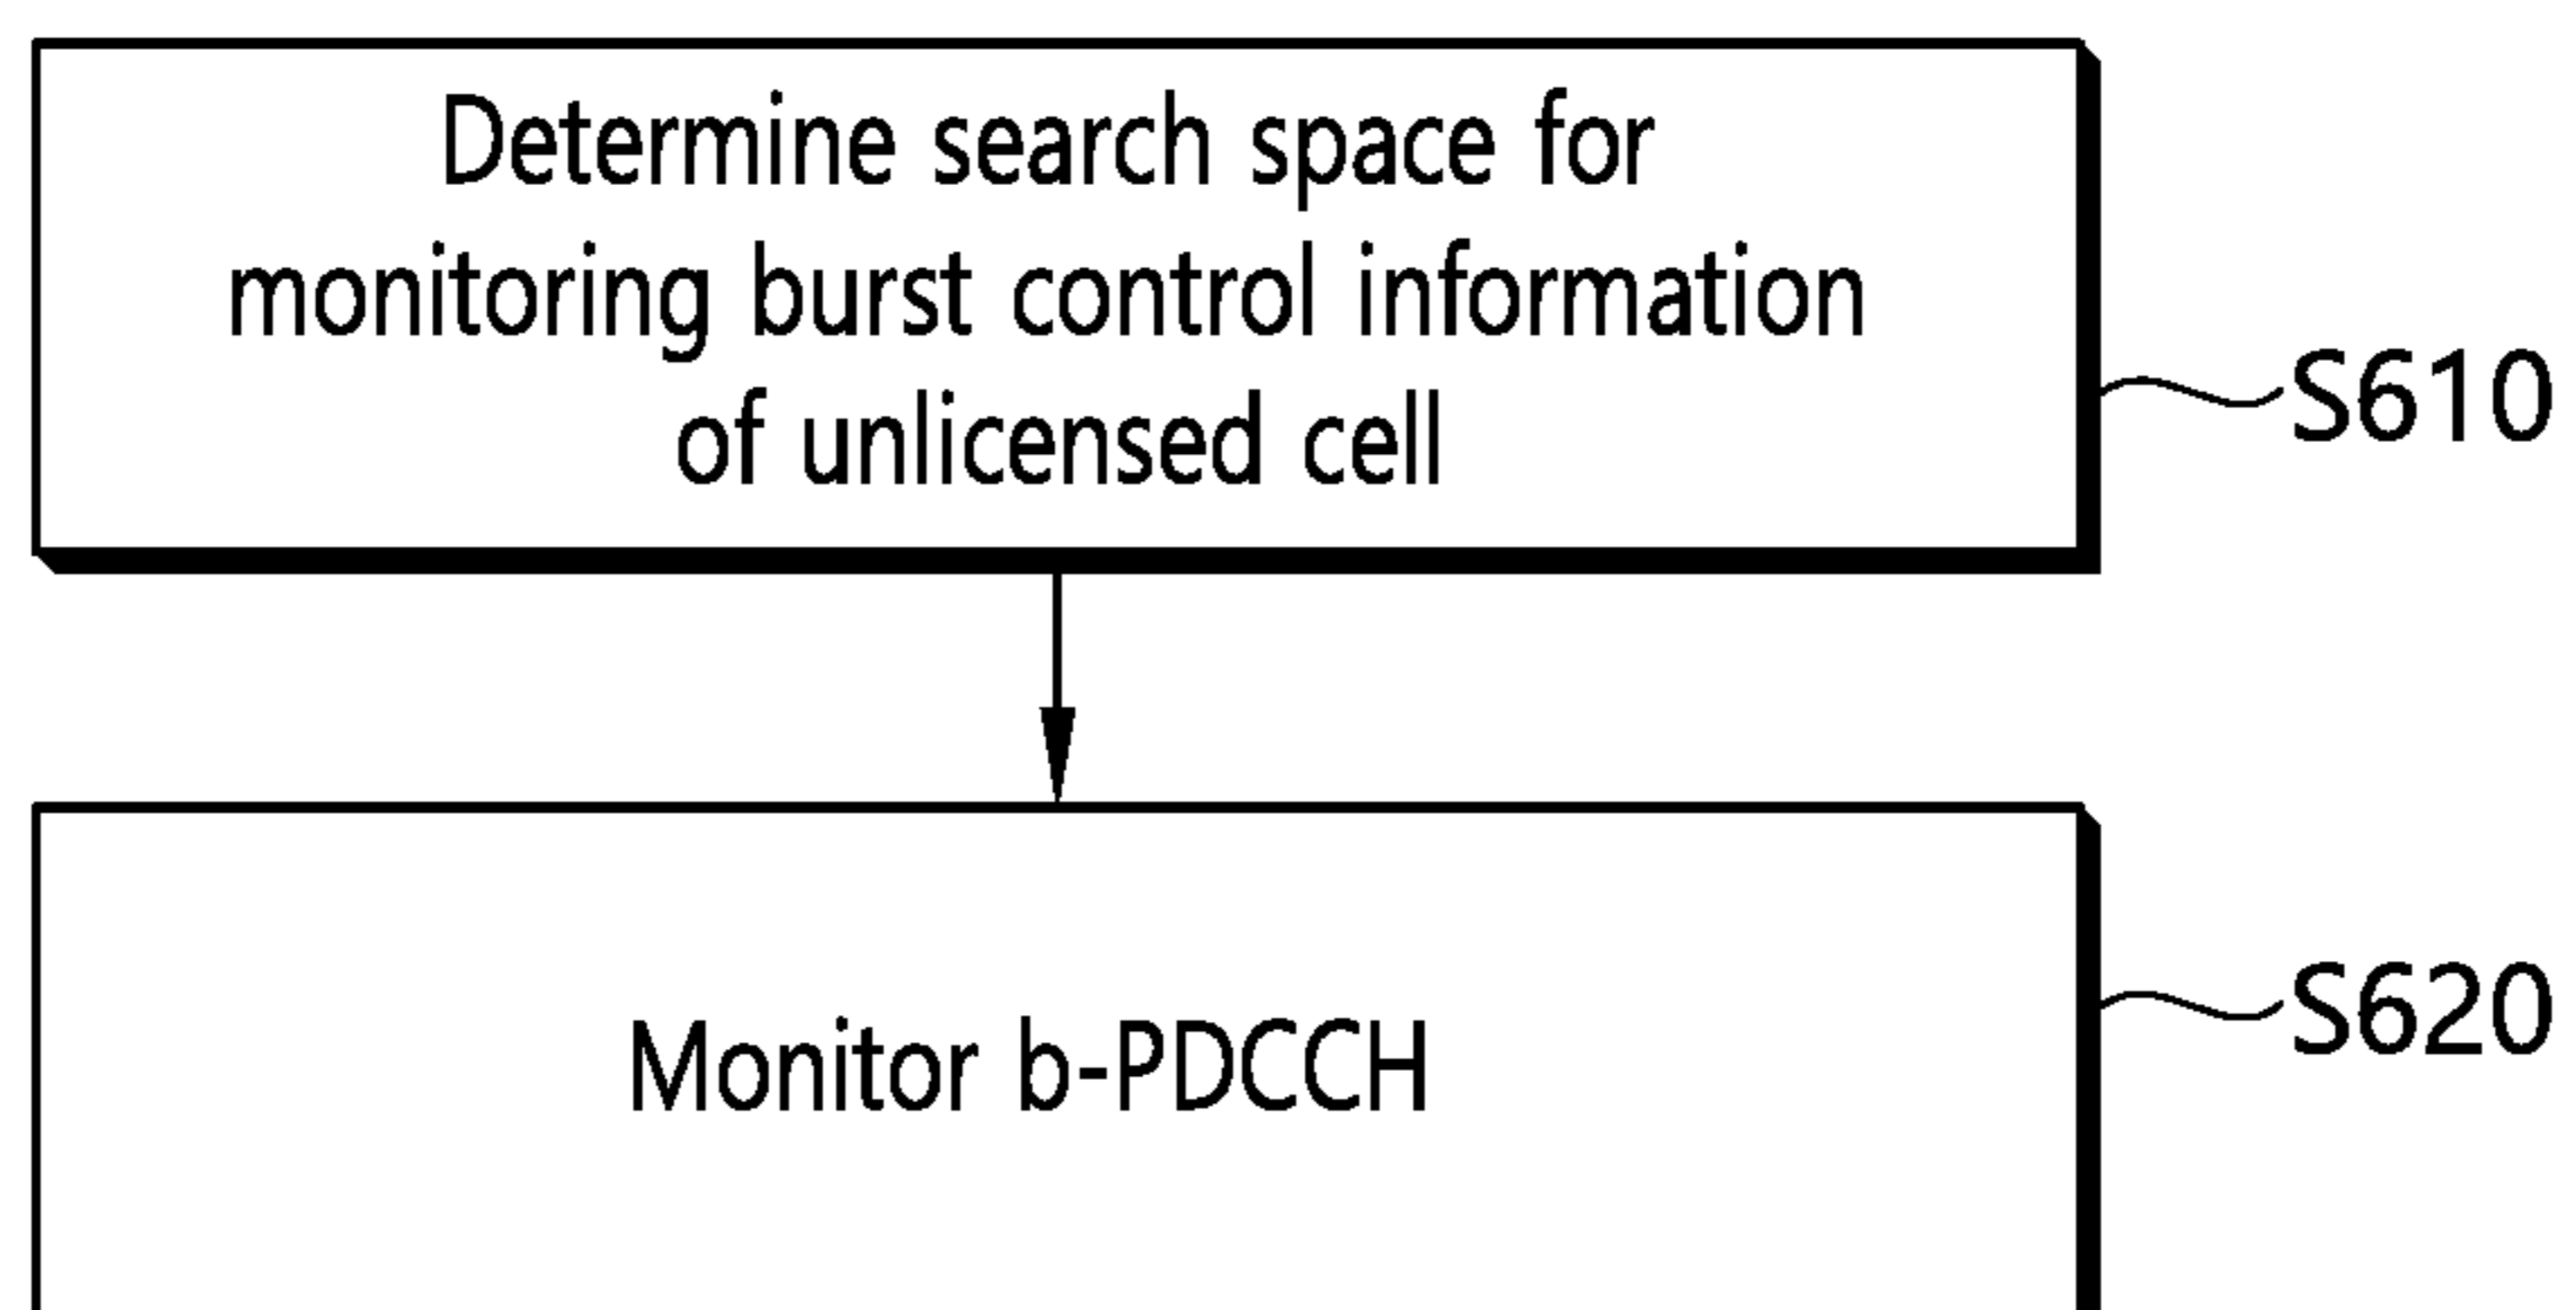 Determine search space for
monitoring burst control information
of unlicensed cell
S610
Monitor b-PDCCH
S620